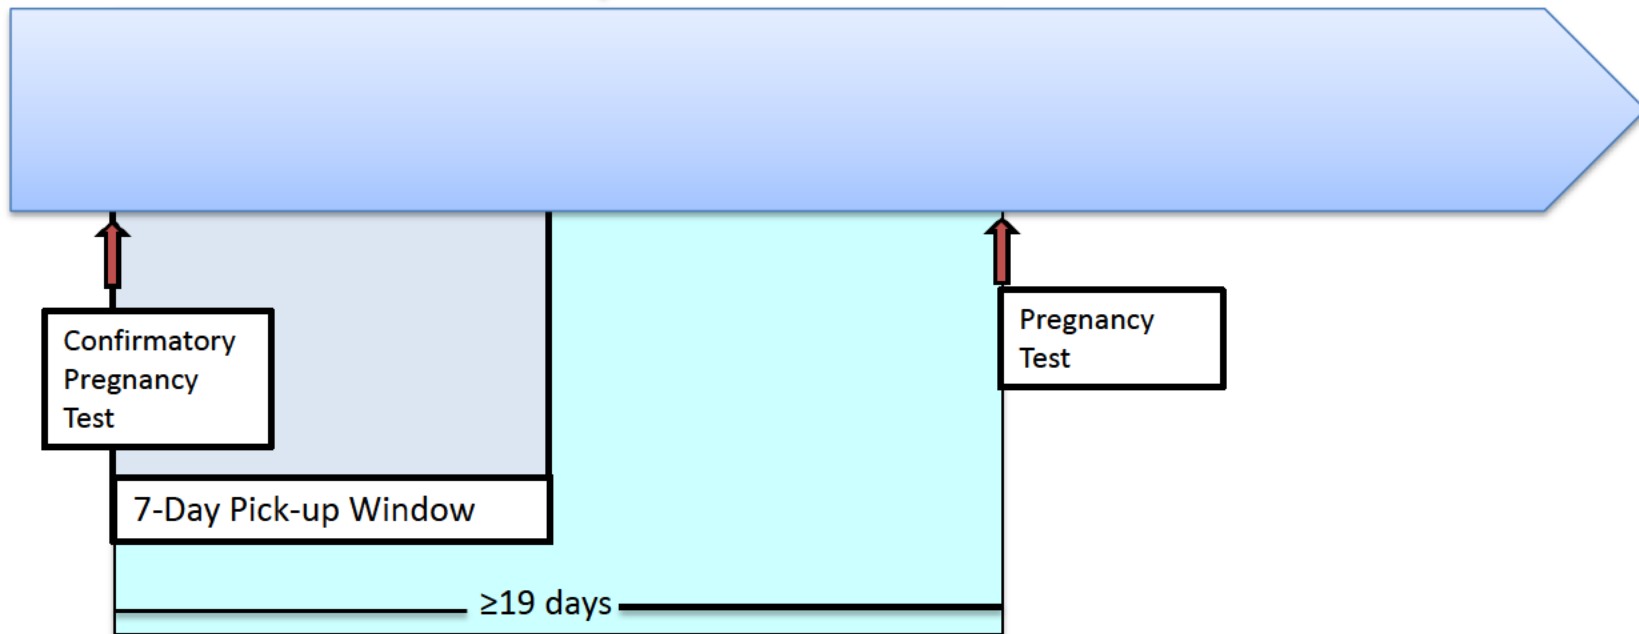 Confirmatory
Pregnancy
Test
Pregnancy
Test
7-Day Pick-up Window
≥19 days